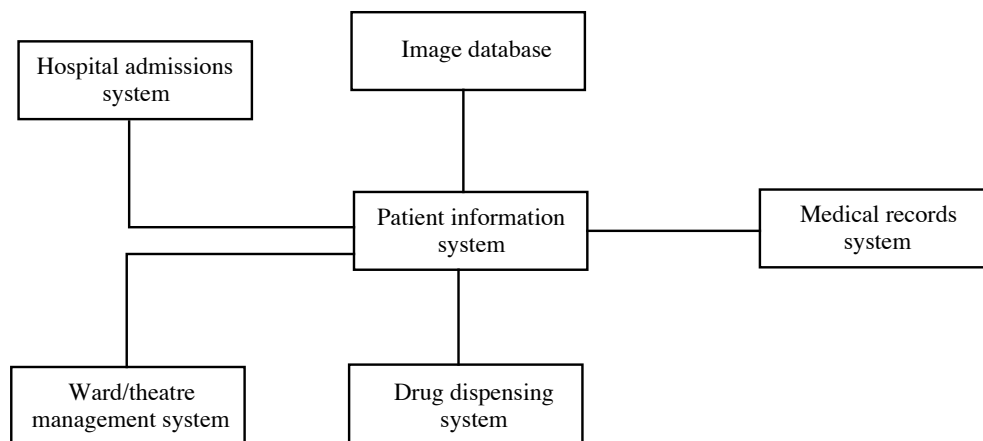 Image database
Hospital admissions
system
Patient information
system
Medical records
system
Ward/theatre
management system
Drug dispensing
system